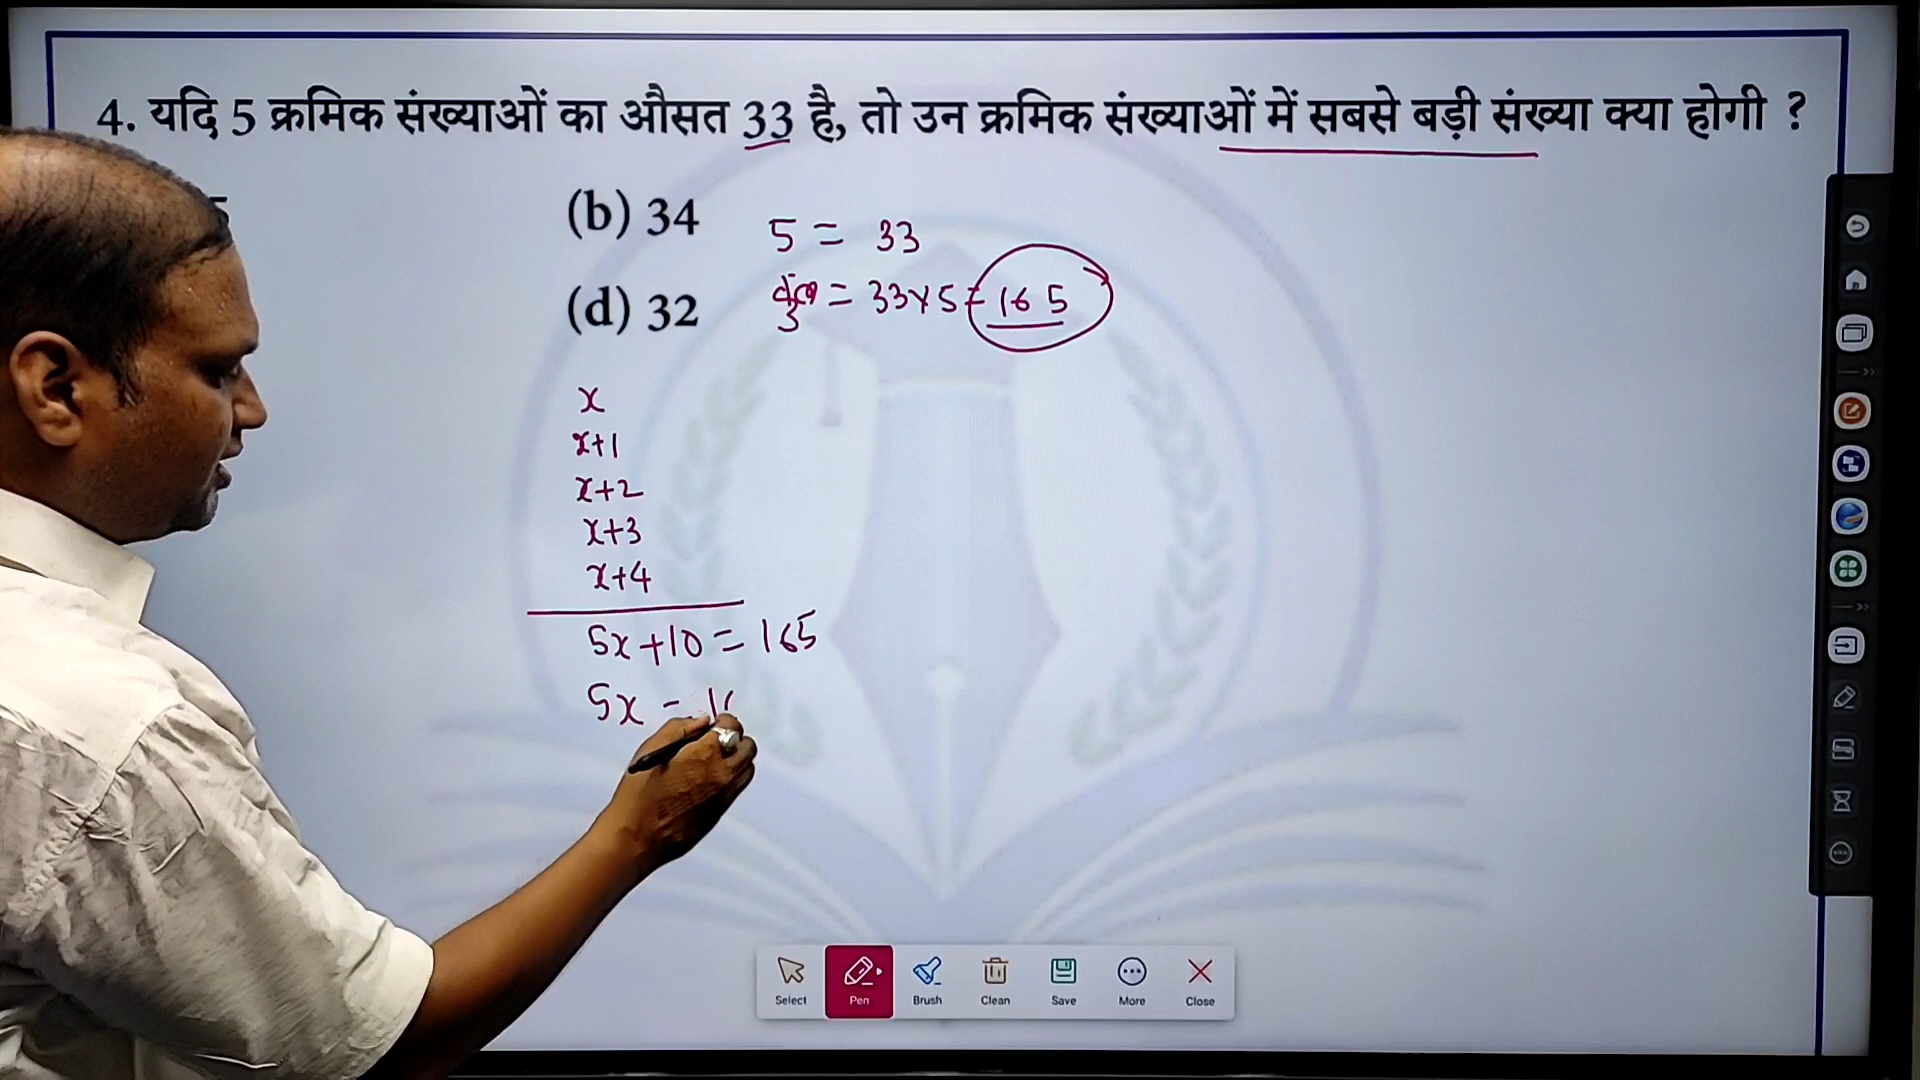 4. यदि 5 क्रमिक संख्याओं का औसत 33 है, तो उन क्रमिक संख्याओं में सबसे बड़ी संख्या क्या होगी ?
(b) 34
(d) 32
5 = 33
= 33×5 = 165
x
x+1
x+2
x+3
x+4
5x+10 = 165
5x =
Select
Pen
Brush
Clean
Save
More
Close